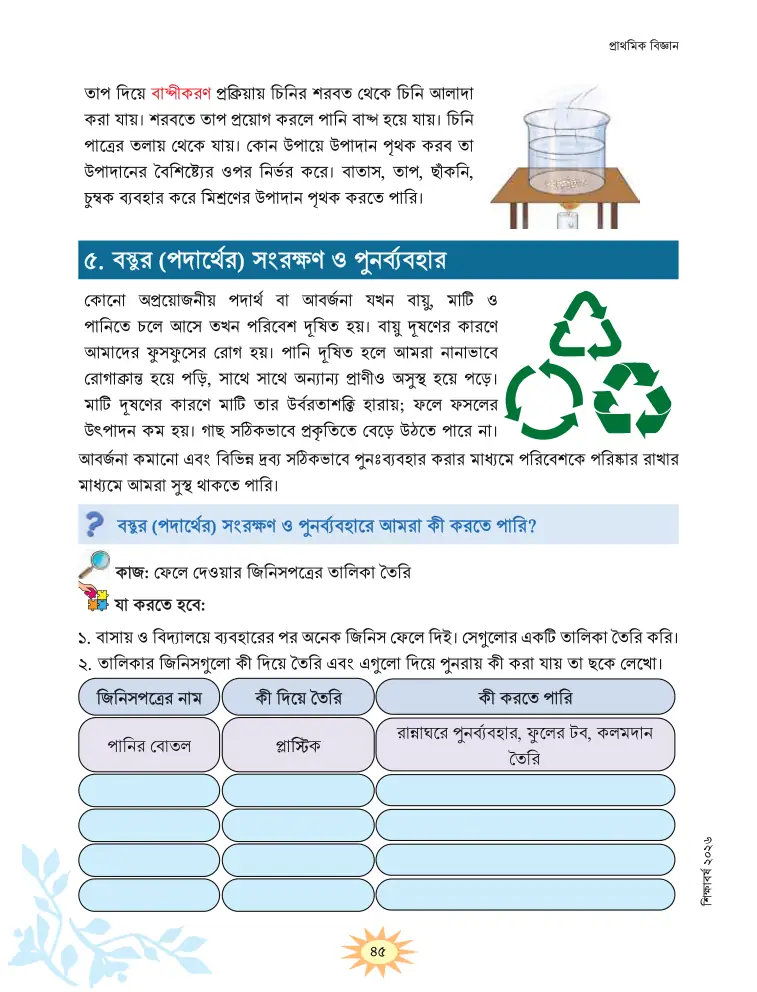 প্রাথমিক বিজ্ঞান
তাপ দিয়ে বাষ্পীকরণ প্রক্রিয়ায় চিনির শরবত থেকে চিনি আলাদা
করা যায়। শরবতে তাপ প্রয়োগ করলে পানি বাষ্প হয়ে যায়। চিনি
পাত্রের তলায় থেকে যায়। কোন উপায়ে উপাদান পৃথক করব তা
উপাদানের বৈশিষ্ট্যের ওপর নির্ভর করে। বাতাস, তাপ, ছাঁকনি,
চুম্বক ব্যবহার করে মিশ্রণের উপাদান পৃথক করতে পারি।
৫. বস্তুর (পদার্থের) সংরক্ষণ ও পুনর্ব্যবহার
কোনো অপ্রয়োজনীয় পদার্থ বা আবর্জনা যখন বায়ু, মাটি ও
পানিতে চলে আসে তখন পরিবেশ দূষিত হয়। বায়ু দূষণের কারণে
আমাদের ফুসফুসের রোগ হয়। পানি দূষিত হলে আমরা নানাভাবে
রোগাক্রান্ত হয়ে পড়ি, সাথে সাথে অন্যান্য প্রাণীও অসুস্থ হয়ে পড়ে।
মাটি দূষণের কারণে মাটি তার উর্বরতাশক্তি হারায়; ফলে ফসলের
উৎপাদন কম হয়। গাছ সঠিকভাবে প্রকৃতিতে বেড়ে উঠতে পারে না।
আবর্জনা কমানো এবং বিভিন্ন দ্রব্য সঠিকভাবে পুনঃব্যবহার করার মাধ্যমে পরিবেশকে পরিষ্কার রাখার
মাধ্যমে আমরা সুস্থ থাকতে পারি।
? বস্তুর (পদার্থের) সংরক্ষণ ও পুনর্ব্যবহারে আমরা কী করতে পারি?
কাজ: ফেলে দেওয়ার জিনিসপত্রের তালিকা তৈরি
যা করতে হবে:
১. বাসায় ও বিদ্যালয়ে ব্যবহারের পর অনেক জিনিস ফেলে দিই। সেগুলোর একটি তালিকা তৈরি করি।
২. তালিকার জিনিসগুলো কী দিয়ে তৈরি এবং এগুলো দিয়ে পুনরায় কী করা যায় তা ছকে লেখো।
জিনিসপত্রের নাম কী দিয়ে তৈরি কী করতে পারি
পানির বোতল প্লাস্টিক রান্নাঘরে পুনর্ব্যবহার, ফুলের টব, কলমদান
তৈরি
শিক্ষাবর্ষ ২০২৬
৪৫